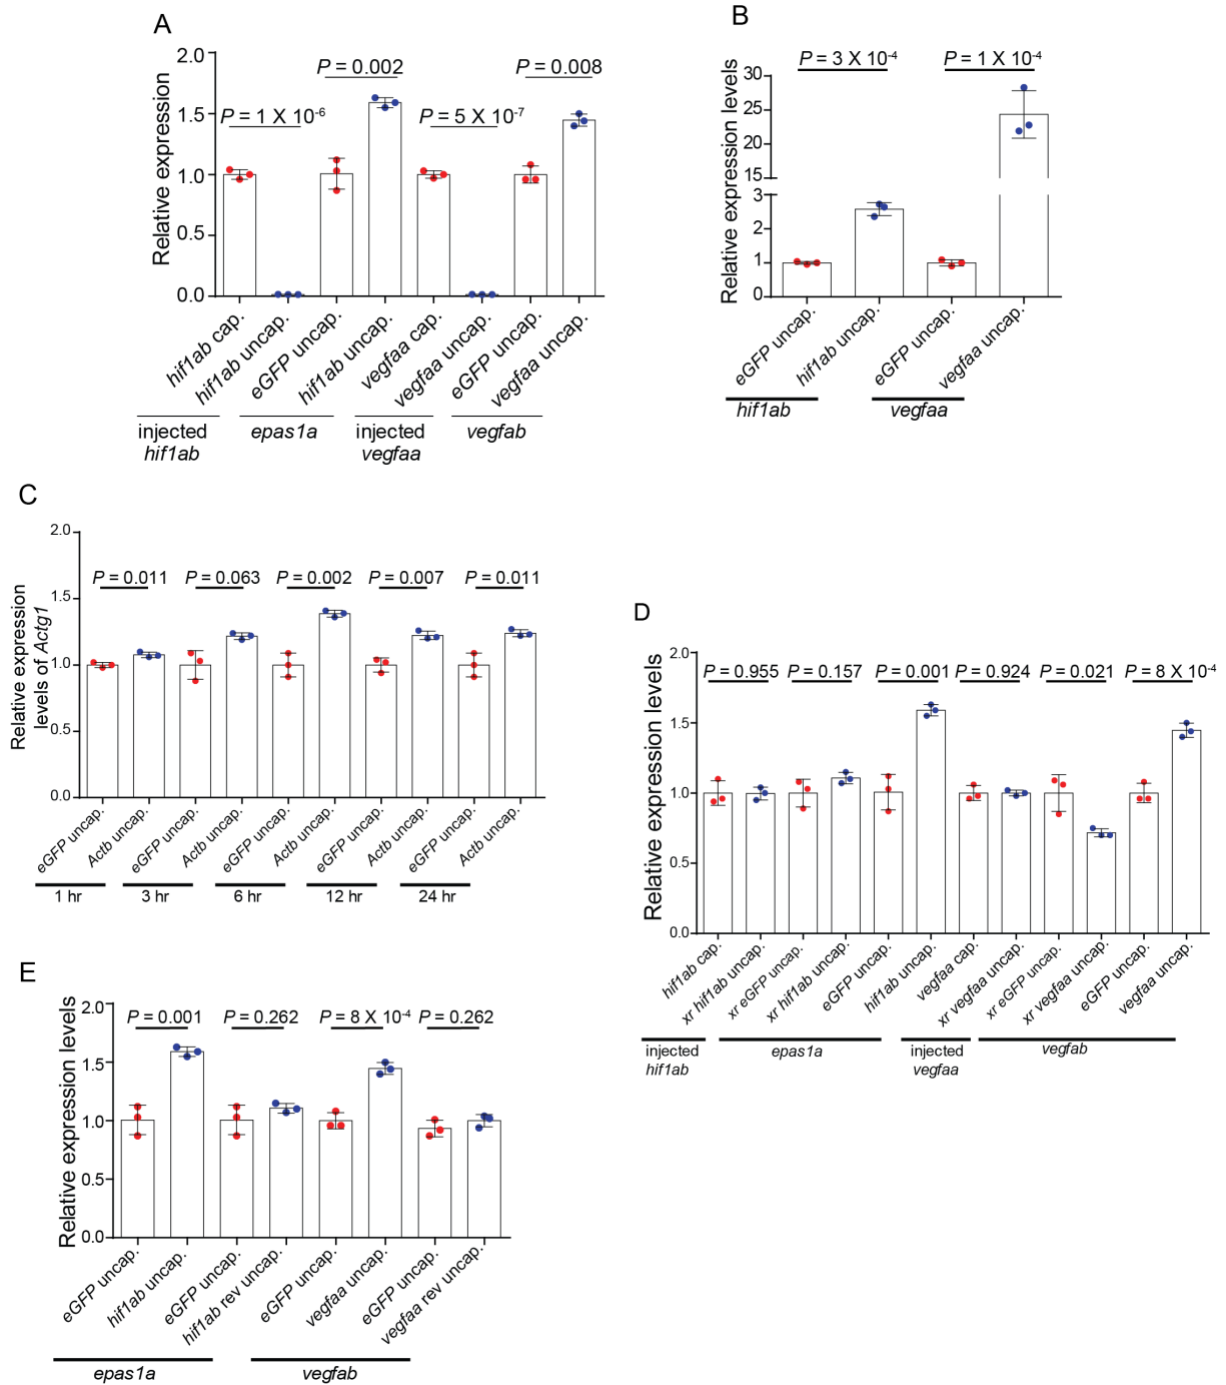 A
Relative expression
2.0
1.5
1.0
0.5
0.0
P = 1 X 10-6
P = 0.002
P = 5 X 10-7
P = 0.008
hif1ab cap.
hif1ab uncap.
eGFP uncap.
hif1ab uncap.
vegfaa cap.
vegfaa uncap.
eGFP uncap.
vegfaa uncap.
injected
hif1ab
epas1a
injected
vegfaa
vegfab
B
Relative expression levels
30
25
20
15
3
2
1
0
P = 3 X 10-4
P = 1 X 10-4
eGFP uncap.
hif1ab uncap.
eGFP uncap.
vegfaa uncap.
hif1ab
vegfaa
C
Relative expression
levels of Actg1
2.0
1.5
1.0
0.5
0.0
P = 0.011
P = 0.063
P = 0.002
P = 0.007
P = 0.011
eGFP uncap.
Actb uncap.
eGFP uncap.
Actb uncap.
eGFP uncap.
Actb uncap.
eGFP uncap.
Actb uncap.
eGFP uncap.
Actb uncap.
1 hr
3 hr
6 hr
12 hr
24 hr
D
Relative expression levels
2.0
1.5
1.0
0.5
0.0
P = 0.955
P = 0.157
P = 0.001
P = 0.924
P = 0.021
P = 8 X 10-4
hif1ab cap.
xr hif1ab uncap.
xr eGFP uncap.
xr hif1ab uncap.
eGFP uncap.
hif1ab uncap.
vegfaa cap.
xr vegfaa uncap.
xr eGFP uncap.
xr vegfaa uncap.
eGFP uncap.
vegfaa uncap.
injected
hif1ab
epas1a
injected
vegfaa
vegfab
E
Relative expression levels
2.0
1.5
1.0
0.5
0.0
P = 0.001
P = 0.262
P = 8 X 10-4
P = 0.262
eGFP uncap.
hif1ab uncap.
eGFP uncap.
hif1ab rev uncap.
eGFP uncap.
vegfaa uncap.
eGFP uncap.
vegfaa rev uncap.
epas1a
vegfab